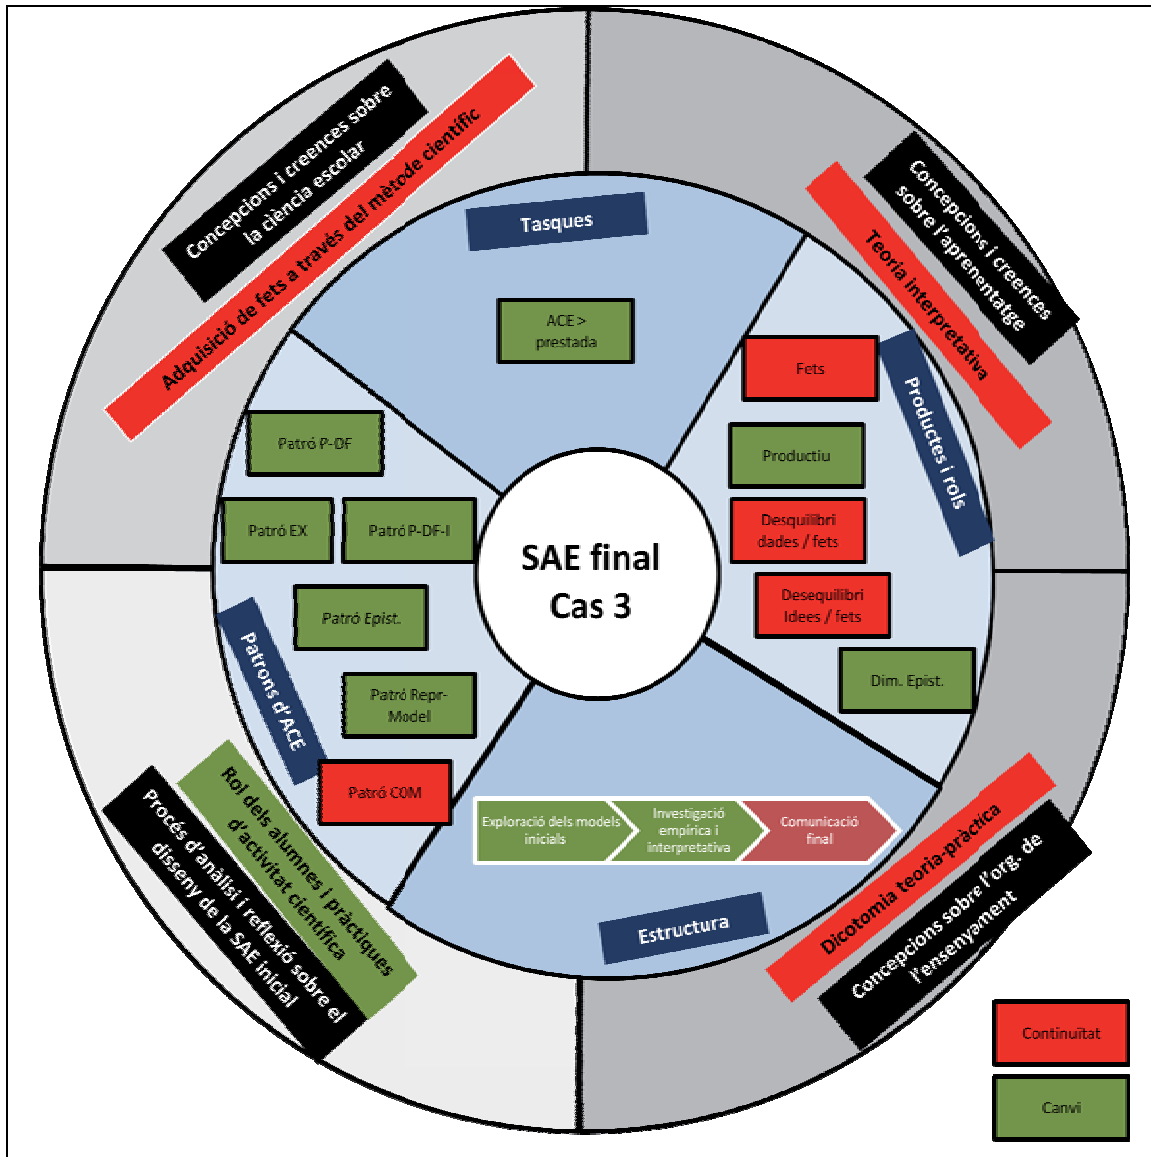 Concepcions i creences sobre
la ciència escolar
Adquisició de fets a través del mètode científic
Concepcions i creences
sobre l'aprenentatge
Teoria interpretativa
Tasques
ACE >
prestada
Productes i rols
Fets
Productiu
Desquilibri
dades / fets
Desequilibri
Idees / fets
Dim. Epist.
Patró P-DF
Patró EX
Patró P-DF-I
Patró Epist.
Patró Repr-
Model
Patró COM
Patrons d'ACE
SAE final
Cas 3
Exploració dels models
inicials
Investigació
empírica i
interpretativa
Comunicació
final
Estructura
Rol dels alumnes i pràctiques
d'activitat científica
Procés d'anàlisi i reflexió sobre el
disseny de la SAE inicial
Dicotomia teoria-pràctica
Concepcions sobre l'org. de
l'ensenyament
Continuïtat
Canvi